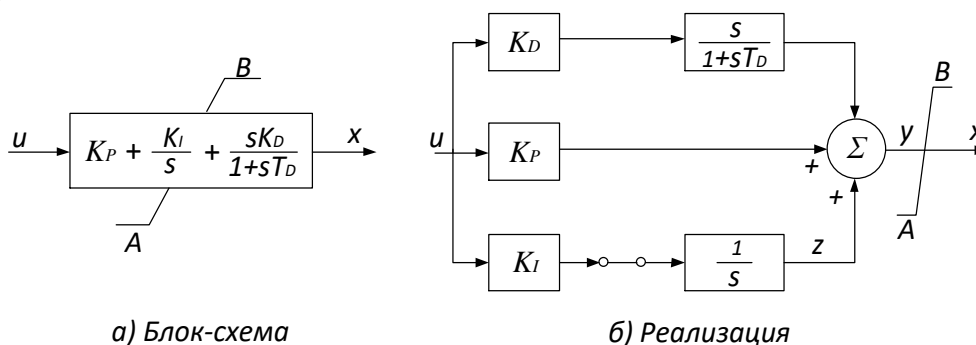 B
u
K_P + K_I/s + sK_D/(1+sT_D)
x
A
а) Блок-схема
K_D
s/(1+sT_D)
B
u
K_P
+
Σ
y
x
+
A
K_I
1/s
z
б) Реализация